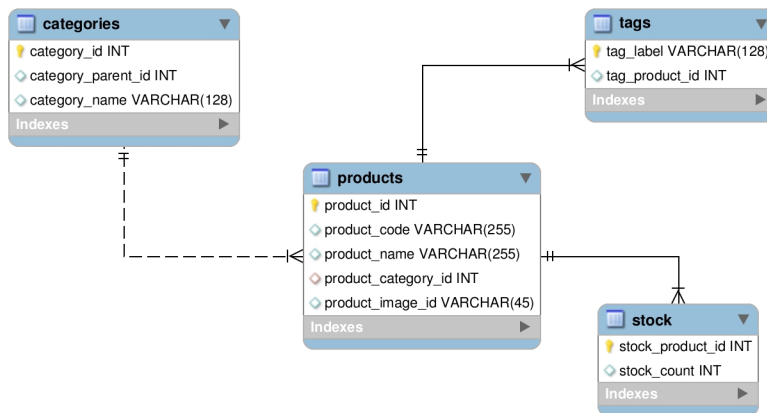 categories
category_id INT
category_parent_id INT
category_name VARCHAR(128)
Indexes
tags
tag_label VARCHAR(128)
tag_product_id INT
Indexes
products
product_id INT
product_code VARCHAR(255)
product_name VARCHAR(255)
product_category_id INT
product_image_id VARCHAR(45)
Indexes
stock
stock_product_id INT
stock_count INT
Indexes